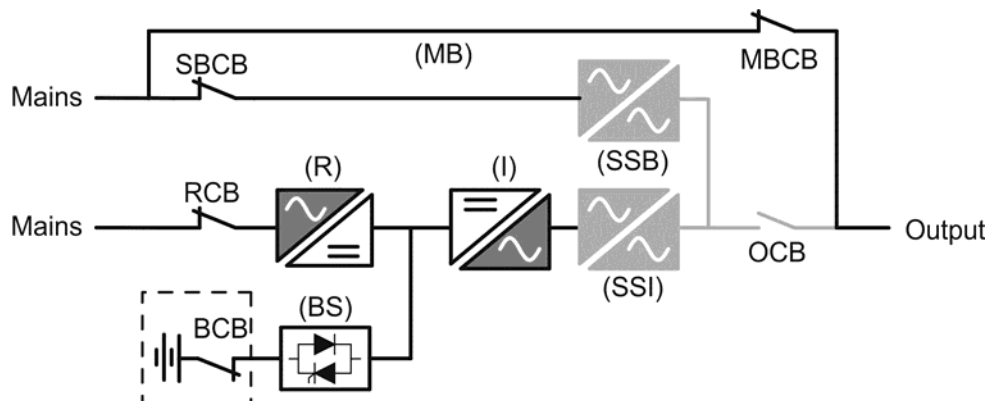 (MB)
MBCB
SBCB
Mains
(SSB)
(R)
(I)
RCB
Mains
Output
OCB
(SSI)
(BS)
BCB